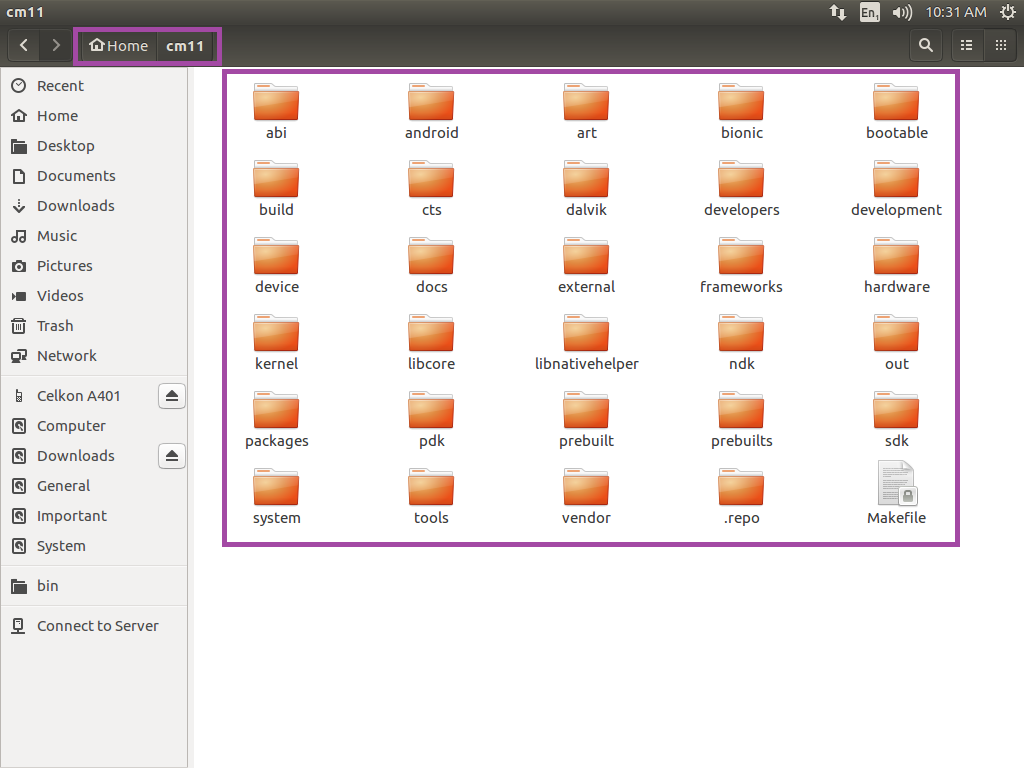 cm11
En1 10:31 AM
Home cm11
Recent
Home
Desktop
Documents
Downloads
Music
Pictures
Videos
Trash
Network
Celkon A401
Computer
Downloads
General
Important
System
bin
Connect to Server
abi android art bionic bootable
build cts dalvik developers development
device docs external frameworks hardware
kernel libcore libnativehelper ndk out
packages pdk prebuilt prebuilts sdk
system tools vendor .repo Makefile